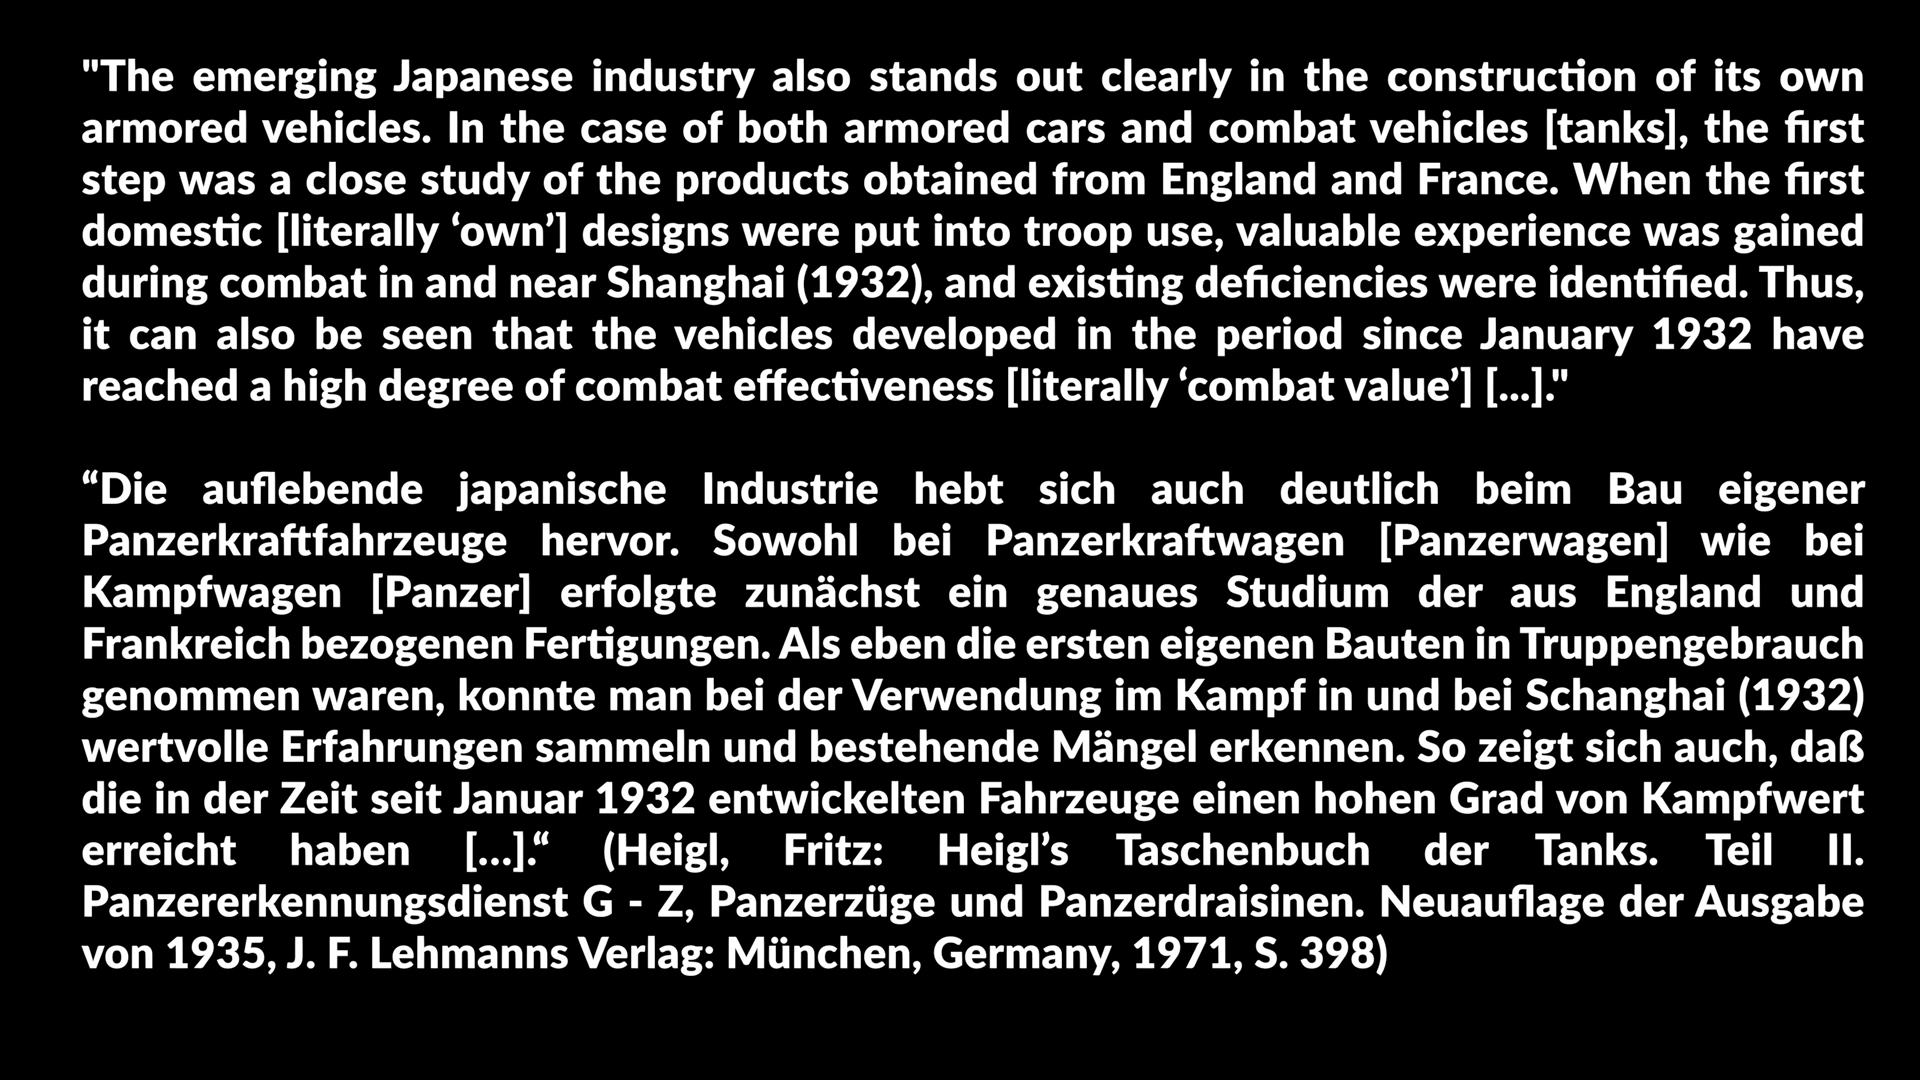 "The emerging Japanese industry also stands out clearly in the construction of its own
armored vehicles. In the case of both armored cars and combat vehicles [tanks], the first
step was a close study of the products obtained from England and France. When the first
domestic [literally ‘own’] designs were put into troop use, valuable experience was gained
during combat in and near Shanghai (1932), and existing deficiencies were identified. Thus,
it can also be seen that the vehicles developed in the period since January 1932 have
reached a high degree of combat effectiveness [literally ‘combat value’] [...]."
“Die auflebende japanische Industrie hebt sich auch deutlich beim Bau eigener
Panzerkraftfahrzeuge hervor. Sowohl bei Panzerkraftwagen [Panzerwagen] wie bei
Kampfwagen [Panzer] erfolgte zunächst ein genaues Studium der aus England und
Frankreich bezogenen Fertigungen. Als eben die ersten eigenen Bauten in Truppengebrauch
genommen waren, konnte man bei der Verwendung im Kampf in und bei Schanghai (1932)
wertvolle Erfahrungen sammeln und bestehende Mängel erkennen. So zeigt sich auch, daß
die in der Zeit seit Januar 1932 entwickelten Fahrzeuge einen hohen Grad von Kampfwert
erreicht haben [...].“ (Heigl, Fritz: Heigl’s Taschenbuch der Tanks. Teil II.
Panzererkennungsdienst G - Z, Panzerzüge und Panzerdraisinen. Neuauflage der Ausgabe
von 1935, J. F. Lehmanns Verlag: München, Germany, 1971, S. 398)